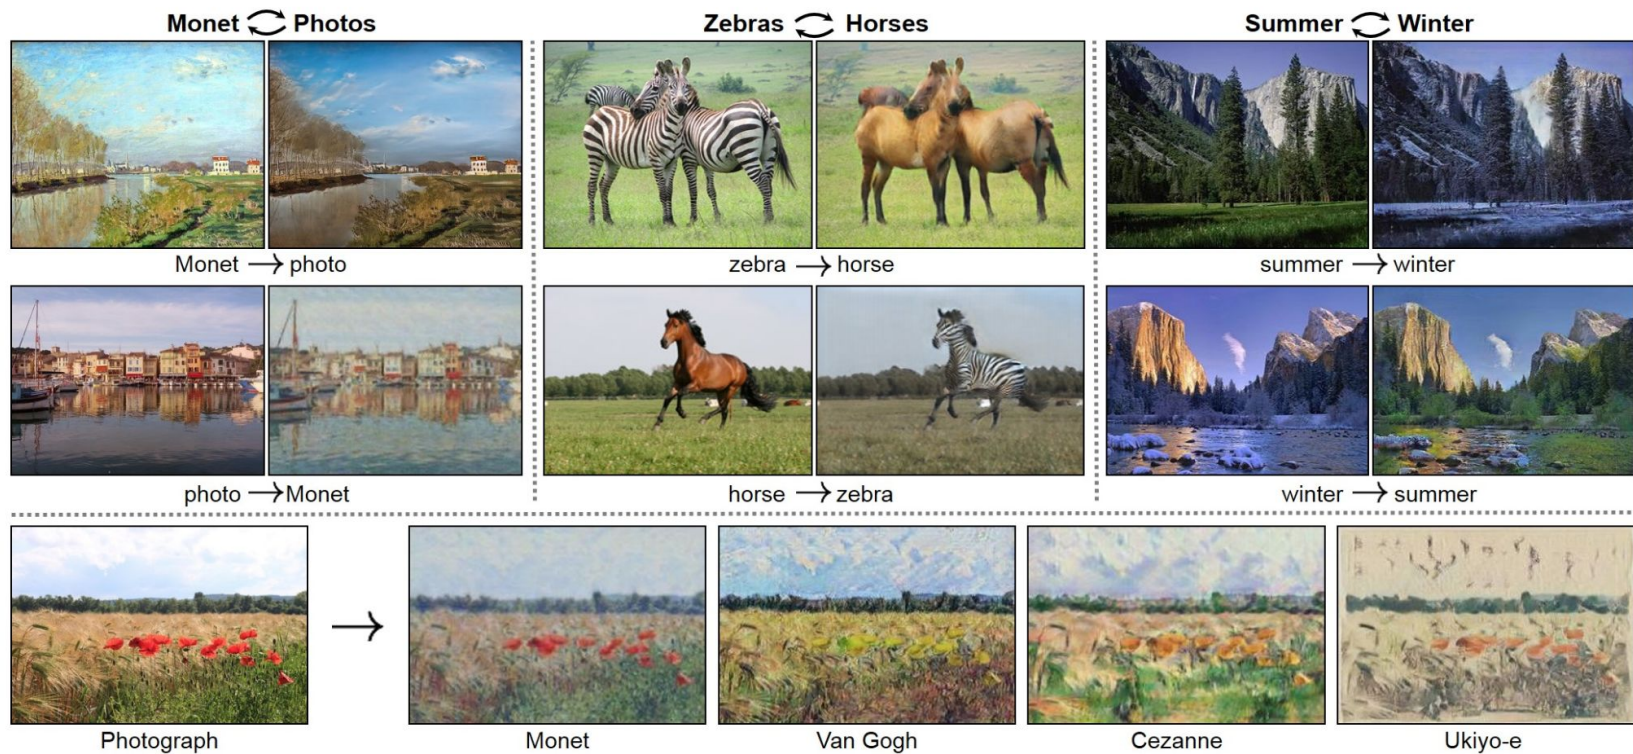 Monet Photos
Zebras Horses
Summer Winter
Monet → photo
zebra → horse
summer → winter
photo → Monet
horse → zebra
winter → summer
Photograph
→
Monet
Van Gogh
Cezanne
Ukiyo-e